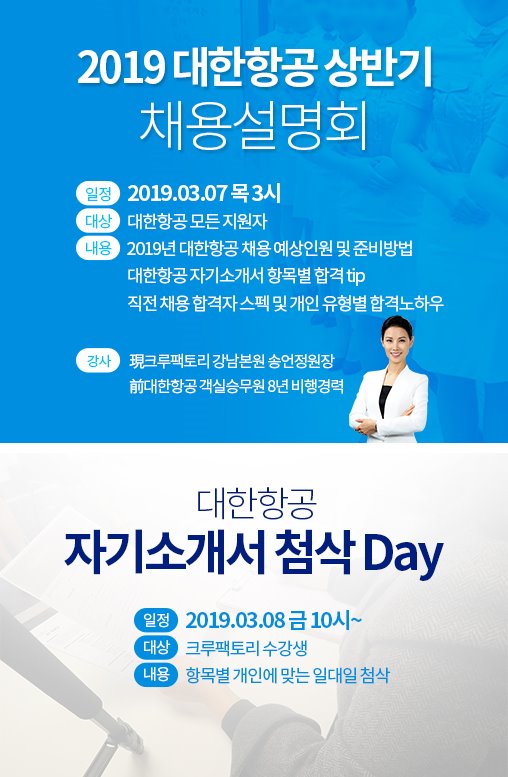 2019 대한항공 상반기
채용설명회
일정 2019.03.07 목 3시
대상 대한항공 모든 지원자
내용 2019년 대한항공 채용 예상인원 및 준비방법
대한항공 자기소개서 항목별 합격 tip
직전 채용 합격자 스펙 및 개인 유형별 합격노하우
강사 現크루팩토리 강남본원 송언정원장
前대한항공 객실승무원 8년 비행경력
대한항공
자기소개서 첨삭 Day
일정 2019.03.08 금 10시~
대상 크루팩토리 수강생
내용 항목별 개인에 맞는 일대일 첨삭